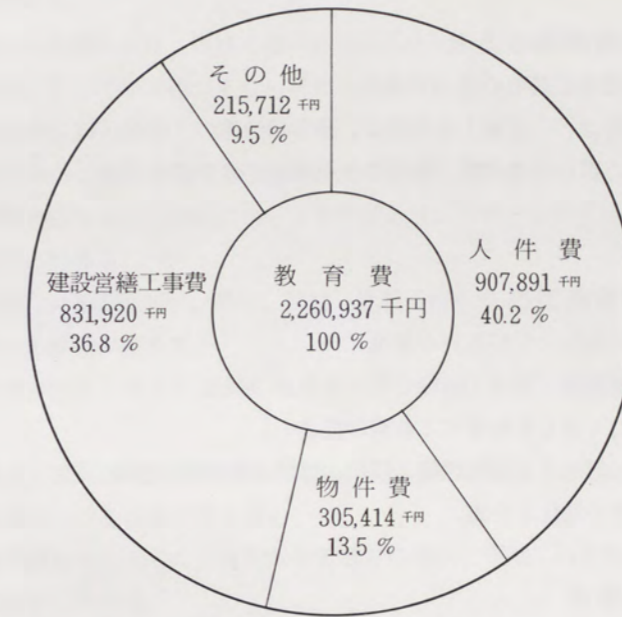 その他
215,712 千円
9.5 %
人件費
907,891 千円
40.2 %
教育費
2,260,937 千円
100 %
建設営繕工事費
831,920 千円
36.8 %
物件費
305,414 千円
13.5 %